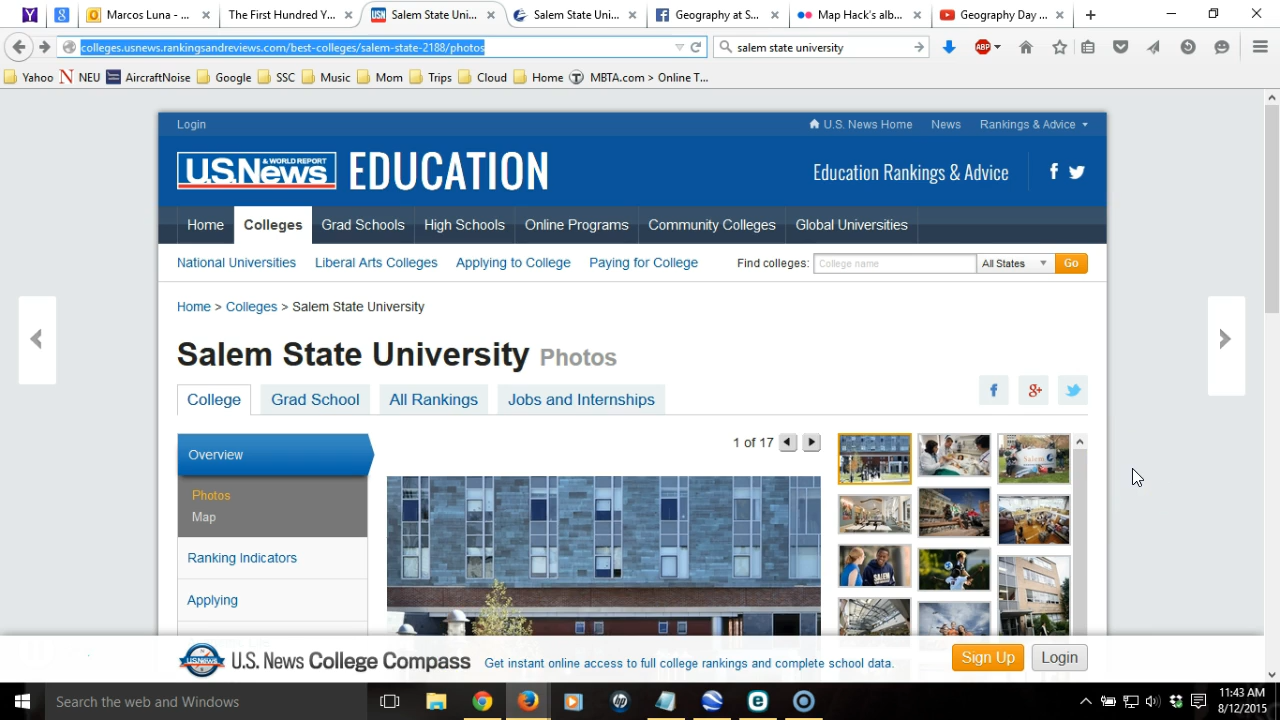 Marcos Luna - ...
The First Hundred Y...
Salem State Uni...
Salem State Uni...
Geography at S...
Map Hack's alb...
Geography Day ...
colleges.usnews.rankingsandreviews.com/best-colleges/salem-state-2188/photos
salem state university
ABP
Yahoo NEU AircraftNoise Google SSC Music Mom Trips Cloud Home MBTA.com > Online T...
Login
U.S. News Home News Rankings & Advice
U.S.News & WORLD REPORT EDUCATION
Education Rankings & Advice
Home Colleges Grad Schools High Schools Online Programs Community Colleges Global Universities
National Universities Liberal Arts Colleges Applying to College Paying for College Find colleges: College name All States Go
Home > Colleges > Salem State University
Salem State University Photos
College Grad School All Rankings Jobs and Internships
1 of 17
Overview
Photos
Map
Ranking Indicators
Applying
U.S. News College Compass Get instant online access to full college rankings and complete school data. Sign Up Login
Search the web and Windows
11:43 AM
8/12/2015